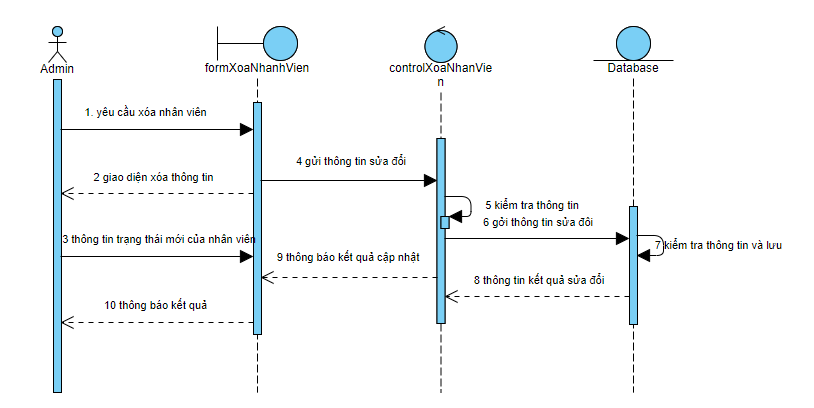 Admin
formXoaNhanhVien
controlXoaNhanVie
n
Database
1. yêu cầu xóa nhân viên
4 gửi thông tin sửa đổi
2 giao diện xóa thông tin
5 kiểm tra thông tin
6 gởi thông tin sửa đôi
3 thông tin trạng thái mới của nhân viên
7 kiểm tra thông tin và lưu
9 thông báo kết quả cập nhật
8 thông tin kết quả sửa đổi
10 thông báo kết quả